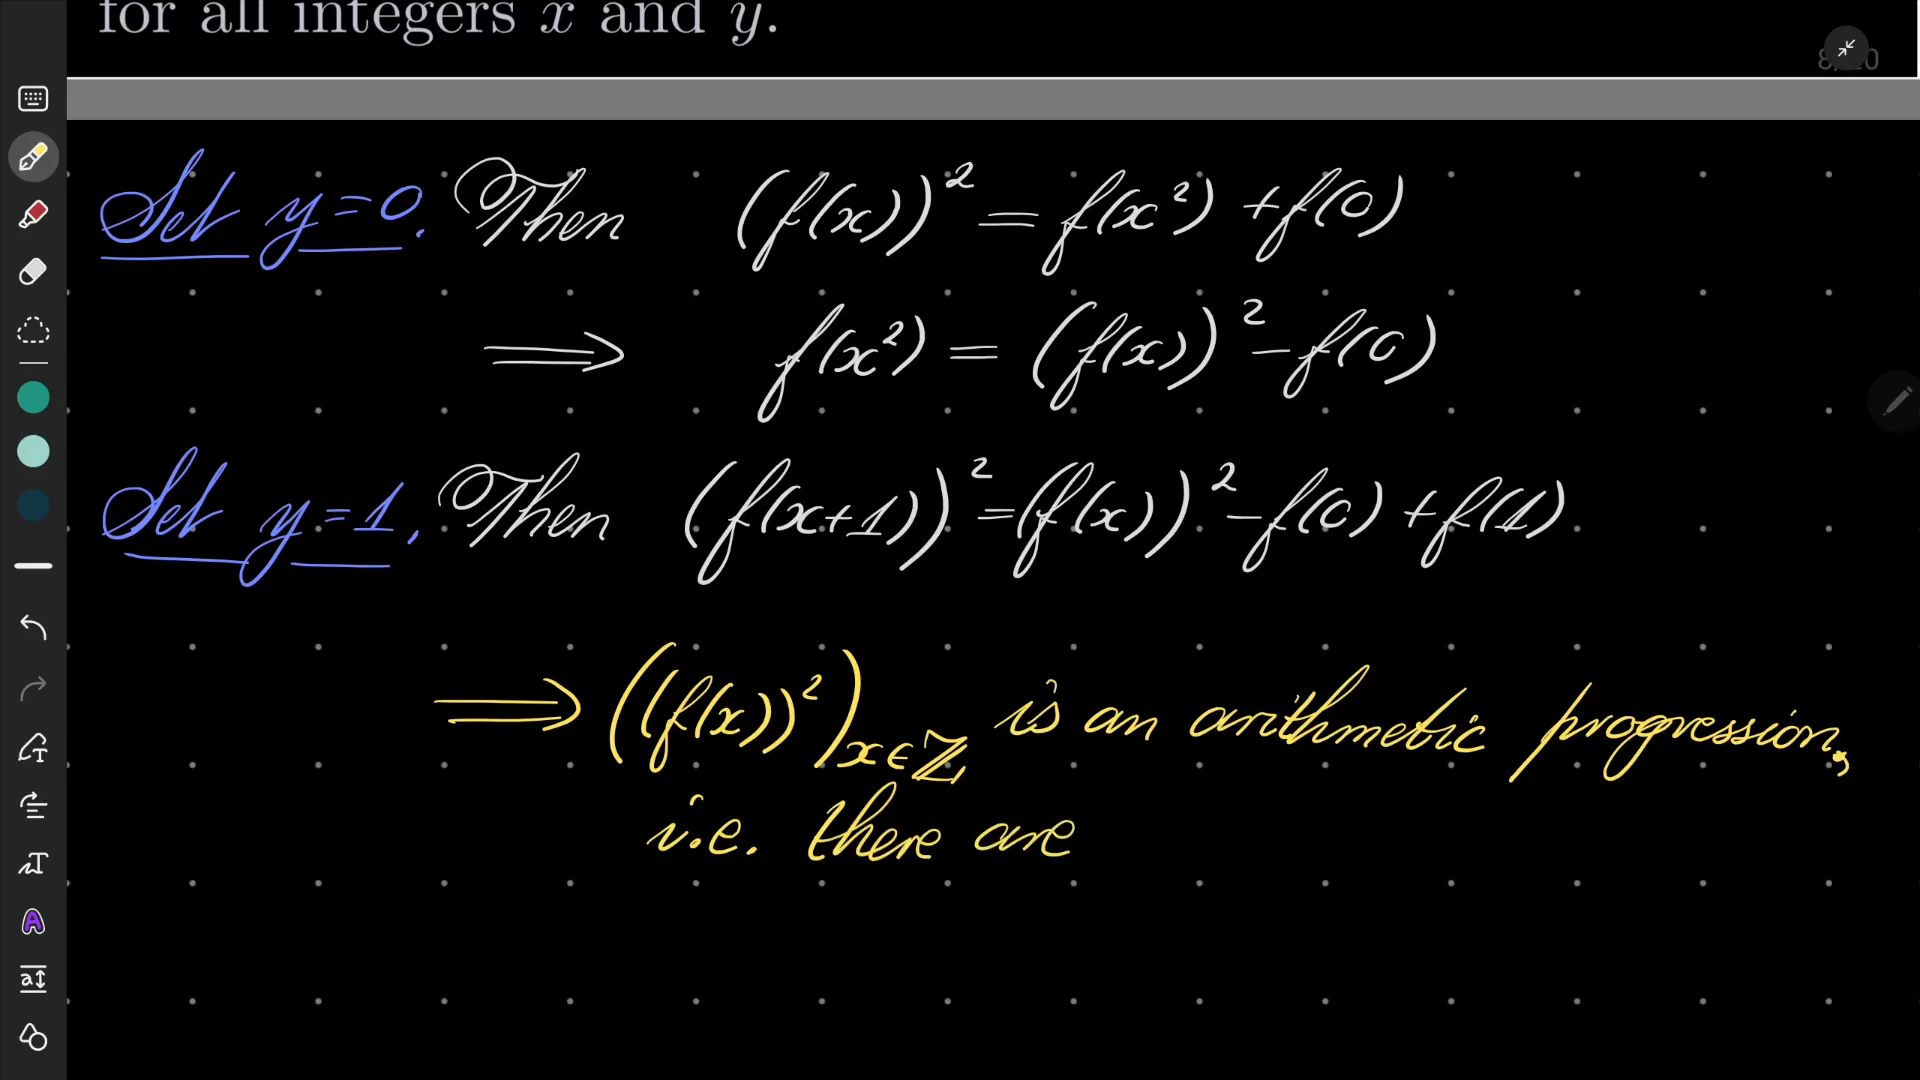 for all integers x and y.
Set y=0. Then (f(x))² = f(x²) + f(0)
⟹ f(x²) = (f(x))² - f(0)
Set y=1, Then (f(x+1))² = (f(x))² - f(0) + f(1)
⟹ ((f(x))²)ₓ∈ℤ is an arithmetic progression,
i.e. there are